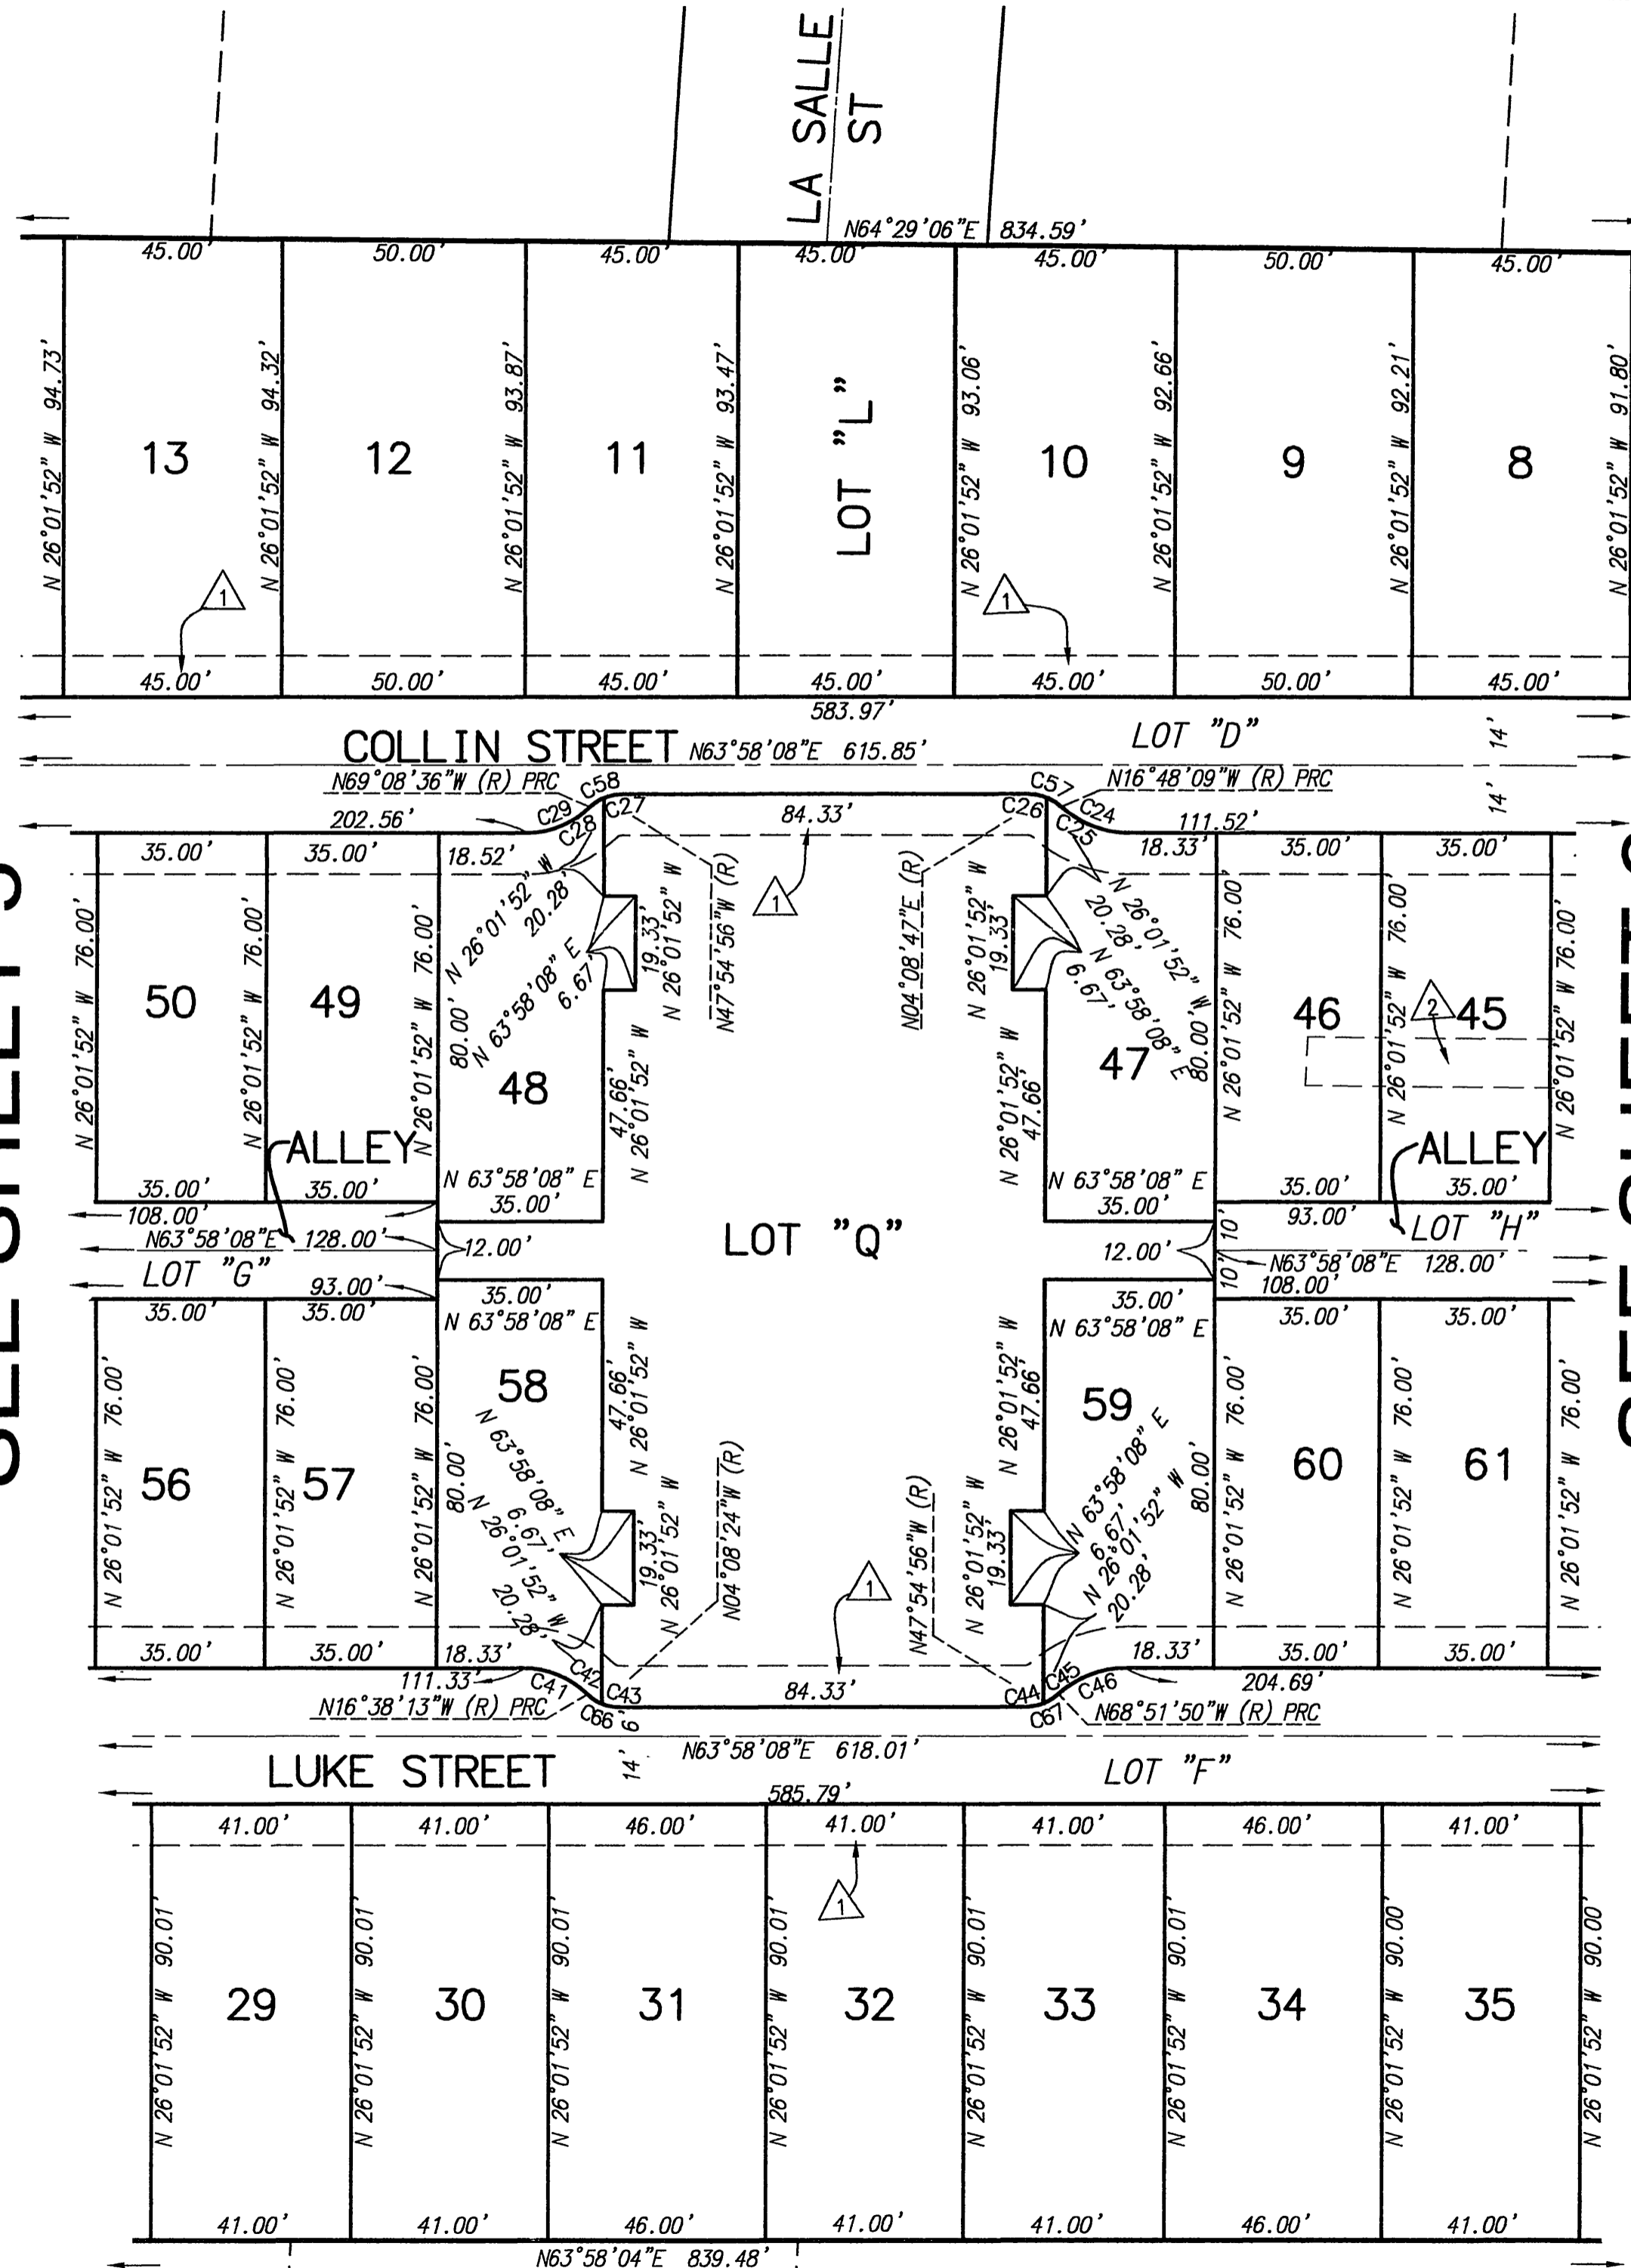 LA SALLE
ST
N64°29'06"E 834.59'
45.00' 50.00' 45.00' 45.00' 45.00' 50.00' 45.00'
N 26°01'52" W 94.73'
N 26°01'52" W 94.32'
N 26°01'52" W 93.87'
N 26°01'52" W 93.47'
N 26°01'52" W 93.06'
N 26°01'52" W 92.66'
N 26°01'52" W 92.21'
N 26°01'52" W 91.80'
13 12 11 LOT "L" 10 9 8
1 1
45.00' 50.00' 45.00' 45.00' 45.00' 50.00' 45.00'
583.97'
COLLIN STREET N63°58'08"E 615.85' LOT "D" 14'
14'
N69°08'36"W (R) PRC C58 C57 N16°48'09"W (R) PRC
202.56' C29 C28 C27 84.33' C26 C25 C24 111.52'
35.00' 35.00' 18.52' 18.33' 35.00' 35.00'
N 26°01'52" W 76.00'
N 26°01'52" W 76.00'
N 26°01'52" W 76.00'
80.00'
N 26°01'52" W
20.28'
N 63°58'08" E
6.67'
19.33'
N 26°01'52" W
N47°54'56"W (R)
1
N04°08'47"E (R)
N 26°01'52" W
19.33'
N 26°01'52" W
20.28'
N 63°58'08" E
6.67'
80.00'
N 26°01'52" W 76.00'
N 26°01'52" W 76.00'
N 26°01'52" W 76.00'
50 49 48 47 46 2 45
47.66'
N 26°01'52" W
N 26°01'52" W
47.66'
ALLEY ALLEY
N 63°58'08" E N 63°58'08" E
35.00' 35.00' 35.00' 35.00' 35.00' 35.00'
108.00' 93.00'
N63°58'08"E 128.00' 12.00' LOT "Q" 12.00' 10' LOT "H"
LOT "G" 10' N63°58'08"E 128.00'
93.00' 108.00'
35.00' 35.00' 35.00' 35.00' 35.00' 35.00'
N 63°58'08" E N 63°58'08" E
56 57 58 59 60 61
N 26°01'52" W 76.00'
N 26°01'52" W 76.00'
N 26°01'52" W 76.00'
80.00'
47.66'
N 26°01'52" W
N 63°58'08" E
6.67'
N 26°01'52" W
20.28'
19.33'
N 26°01'52" W
N04°08'24"W (R)
1
N47°54'56"W (R)
N 26°01'52" W
47.66'
N 26°01'52" W
19.33'
N 63°58'08" E
6.67'
N 26°01'52" W
20.28'
80.00'
N 26°01'52" W 76.00'
N 26°01'52" W 76.00'
N 26°01'52" W 76.00'
35.00' 35.00' 18.33' 18.33' 35.00' 35.00'
111.33' C41 C42 C43 84.33' C44 C45 C46 204.69'
N16°38'13"W (R) PRC C66 6' C67 N68°51'50"W (R) PRC
N63°58'08"E 618.01'
LUKE STREET 14' LOT "F"
585.79'
41.00' 41.00' 46.00' 41.00' 41.00' 46.00' 41.00'
1
N 26°01'52" W 90.01'
N 26°01'52" W 90.01'
N 26°01'52" W 90.01'
N 26°01'52" W 90.01'
N 26°01'52" W 90.01'
N 26°01'52" W 90.01'
N 26°01'52" W 90.00'
N 26°01'52" W 90.00'
29 30 31 32 33 34 35
41.00' 41.00' 46.00' 41.00' 41.00' 46.00' 41.00'
N63°58'04"E 839.48'